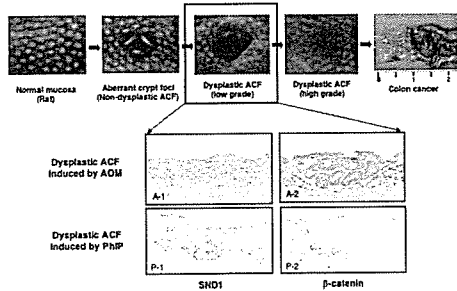 Normal mucosa
(Rat)
Aberrant crypt foci
(Non-dysplastic ACF)
Dysplastic ACF
(low grade)
Dysplastic ACF
(high grade)
Colon cancer
Dysplastic ACF
Induced by AOM
A-1
A-2
Dysplastic ACF
Induced by PhIP
P-1
P-2
SND1
β-catenin